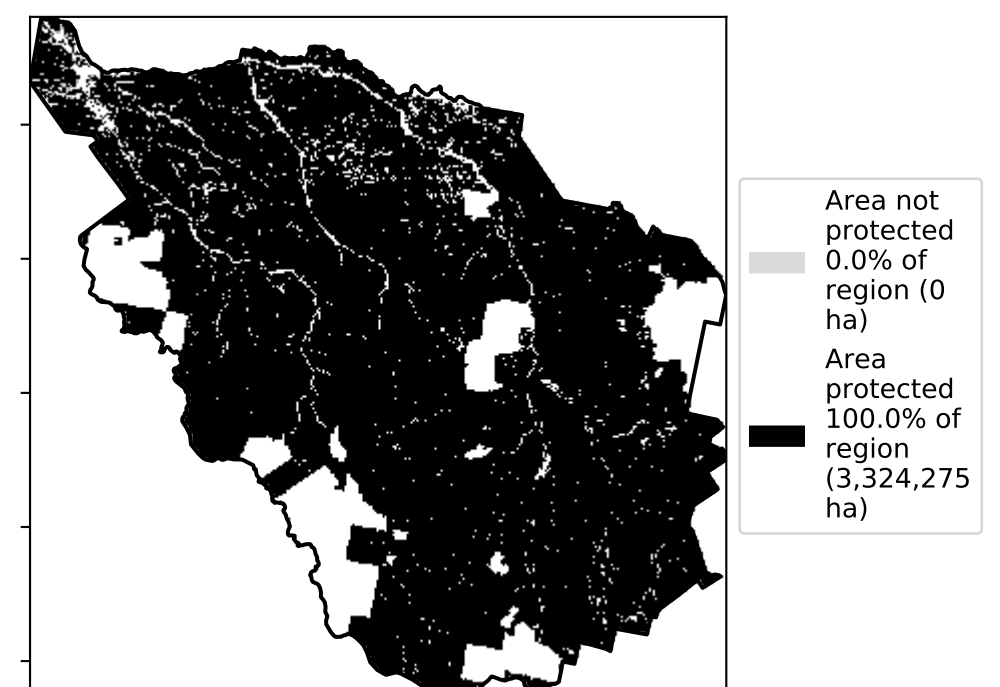 Area not
protected
0.0% of
region (0
ha)
Area
protected
100.0% of
region
(3,324,275
ha)